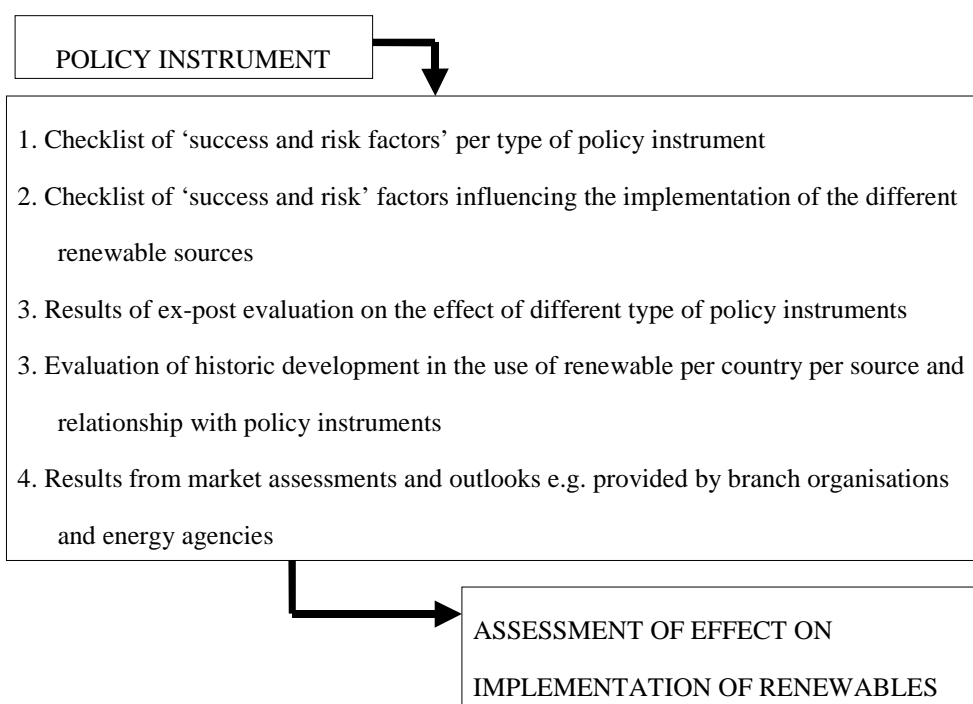 POLICY INSTRUMENT
1. Checklist of ‘success and risk factors’ per type of policy instrument
2. Checklist of ‘success and risk’ factors influencing the implementation of the different
renewable sources
3. Results of ex-post evaluation on the effect of different type of policy instruments
3. Evaluation of historic development in the use of renewable per country per source and
relationship with policy instruments
4. Results from market assessments and outlooks e.g. provided by branch organisations
and energy agencies
ASSESSMENT OF EFFECT ON
IMPLEMENTATION OF RENEWABLES